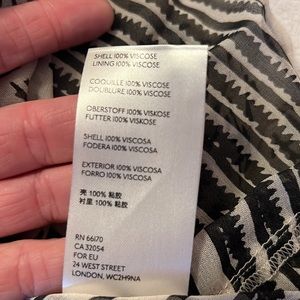 SHELL 100% VISCOSE
LINING 100% VISCOSE
COQUILLE 100% VISCOSE
DOUBLURE 100% VISCOSE
OBERSTOFF 100% VISKOSE
FUTTER 100% VISKOSE
SHELL 100% VISCOSA
FODERA 100% VISCOSA
EXTERIOR 100% VISCOSA
FORRO 100% VISCOSA
壳 100% 粘胶
衬里 100% 粘胶
RN 66170
CA 32054
FOR EU
24 WEST STREET
LONDON, WC2H9NA